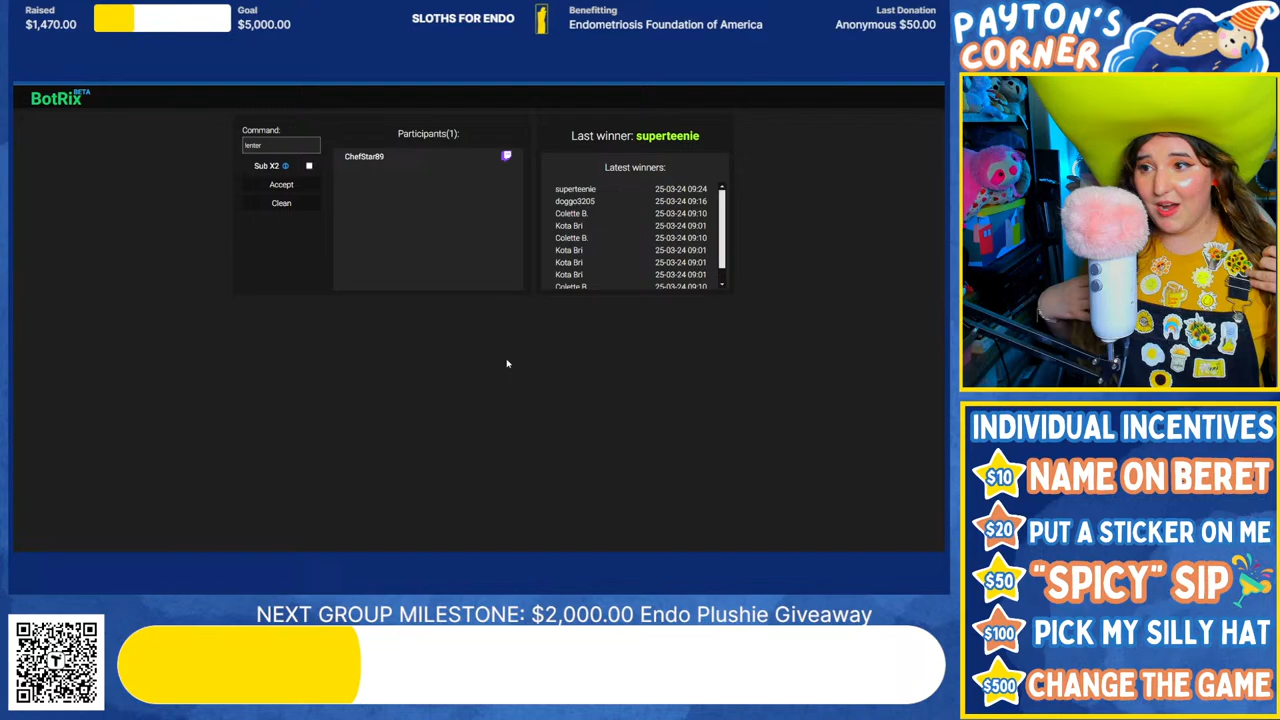 Raised
$1,470.00
Goal
$5,000.00
SLOTHS FOR ENDO
Benefitting
Endometriosis Foundation of America
Last Donation
Anonymous $50.00
PAYTON'S
CORNER
BotRix BETA
Command:
!enter
Sub X2
Accept
Clean
Participants(1):
ChefStar89
Last winner: superteenie
Latest winners:
superteenie 25-03-24 09:24
doggo3205 25-03-24 09:16
Colette B. 25-03-24 09:10
Kota Bri 25-03-24 09:01
Colette B. 25-03-24 09:10
Kota Bri 25-03-24 09:01
Kota Bri 25-03-24 09:01
Kota Bri 25-03-24 09:01
Colette B. 25-03-24 09:10
INDIVIDUAL INCENTIVES
$10 NAME ON BERET
$20 PUT A STICKER ON ME
$50 "SPICY" SIP
$100 PICK MY SILLY HAT
$500 CHANGE THE GAME
NEXT GROUP MILESTONE: $2,000.00 Endo Plushie Giveaway